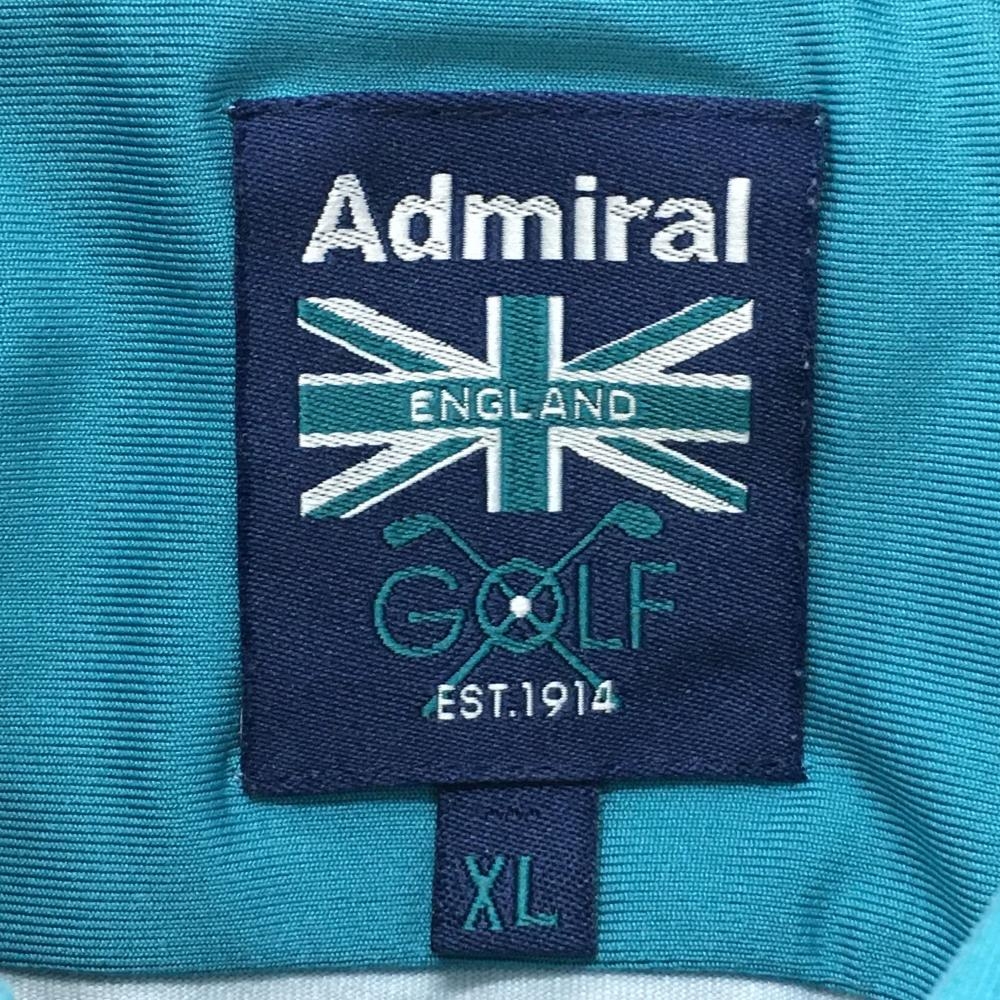 Admiral
ENGLAND
GOLF
EST.1914
XL